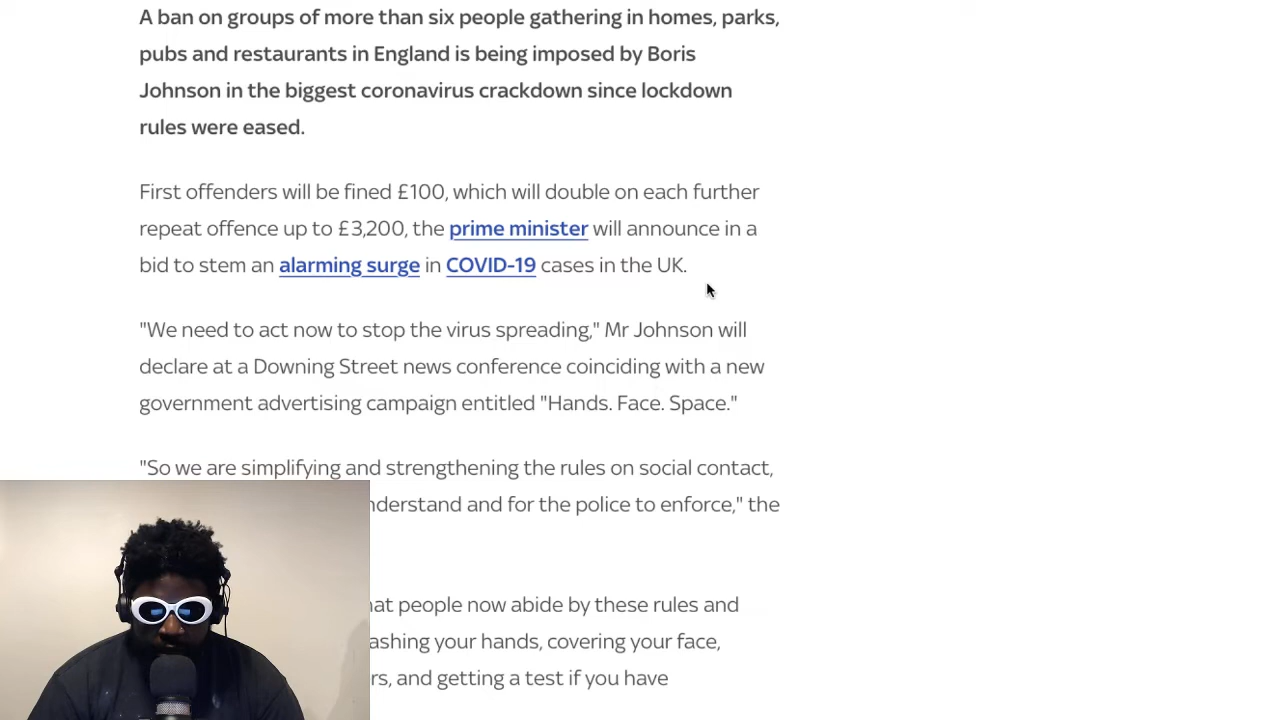 A ban on groups of more than six people gathering in homes, parks,
pubs and restaurants in England is being imposed by Boris
Johnson in the biggest coronavirus crackdown since lockdown
rules were eased.
First offenders will be fined £100, which will double on each further
repeat offence up to £3,200, the prime minister will announce in a
bid to stem an alarming surge in COVID-19 cases in the UK.
"We need to act now to stop the virus spreading," Mr Johnson will
declare at a Downing Street news conference coinciding with a new
government advertising campaign entitled "Hands. Face. Space."
"So we are simplifying and strengthening the rules on social contact,
and for the police to enforce," the
people now abide by these rules and
your hands, covering your face,
and getting a test if you have